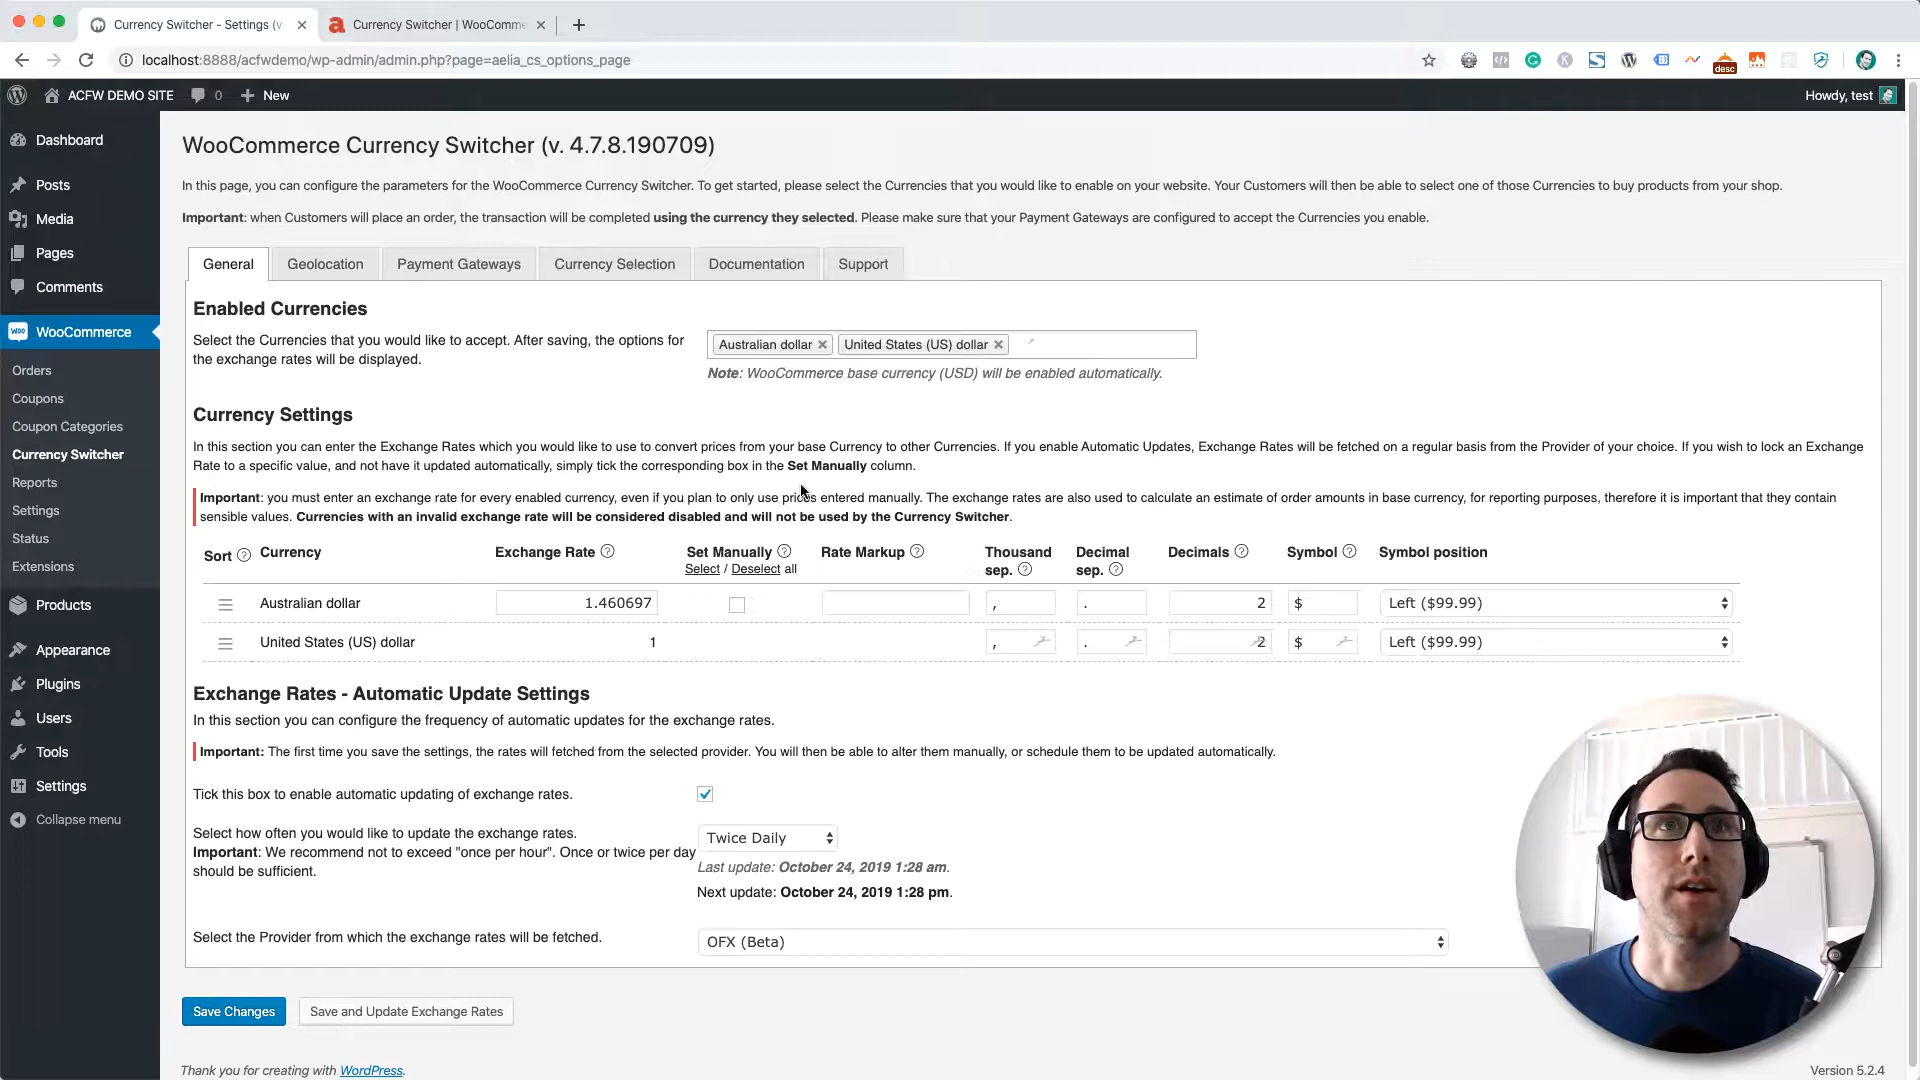 Currency Switcher - Settings (v
Currency Switcher | WooComme
localhost:8888/acfwdemo/wp-admin/admin.php?page=aelia_cs_options_page
desc
ACFW DEMO SITE
0
New
Howdy, test
Dashboard
Posts
Media
Pages
Comments
WooCommerce
Orders
Coupons
Coupon Categories
Currency Switcher
Reports
Settings
Status
Extensions
Products
Appearance
Plugins
Users
Tools
Settings
Collapse menu
WooCommerce Currency Switcher (v. 4.7.8.190709)
In this page, you can configure the parameters for the WooCommerce Currency Switcher. To get started, please select the Currencies that you would like to enable on your website. Your Customers will then be able to select one of those Currencies to buy products from your shop.
Important: when Customers will place an order, the transaction will be completed using the currency they selected. Please make sure that your Payment Gateways are configured to accept the Currencies you enable.
General
Geolocation
Payment Gateways
Currency Selection
Documentation
Support
Enabled Currencies
Select the Currencies that you would like to accept. After saving, the options for
the exchange rates will be displayed.
Australian dollar
United States (US) dollar
Note: WooCommerce base currency (USD) will be enabled automatically.
Currency Settings
In this section you can enter the Exchange Rates which you would like to use to convert prices from your base Currency to other Currencies. If you enable Automatic Updates, Exchange Rates will be fetched on a regular basis from the Provider of your choice. If you wish to lock an Exchange
Rate to a specific value, and not have it updated automatically, simply tick the corresponding box in the Set Manually column.
Important: you must enter an exchange rate for every enabled currency, even if you plan to only use prices entered manually. The exchange rates are also used to calculate an estimate of order amounts in base currency, for reporting purposes, therefore it is important that they contain
sensible values. Currencies with an invalid exchange rate will be considered disabled and will not be used by the Currency Switcher.
Sort ? Currency Exchange Rate ? Set Manually ? Rate Markup ? Thousand Decimal Decimals ? Symbol ? Symbol position
Select / Deselect all sep. ? sep. ?
Australian dollar 1.460697 , . 2 $ Left ($99.99)
United States (US) dollar 1 , . 2 $ Left ($99.99)
Exchange Rates - Automatic Update Settings
In this section you can configure the frequency of automatic updates for the exchange rates.
Important: The first time you save the settings, the rates will fetched from the selected provider. You will then be able to alter them manually, or schedule them to be updated automatically.
Tick this box to enable automatic updating of exchange rates.
Select how often you would like to update the exchange rates.
Important: We recommend not to exceed "once per hour". Once or twice per day
should be sufficient.
Twice Daily
Last update: October 24, 2019 1:28 am.
Next update: October 24, 2019 1:28 pm.
Select the Provider from which the exchange rates will be fetched.
OFX (Beta)
Save Changes
Save and Update Exchange Rates
Thank you for creating with WordPress.
Version 5.2.4